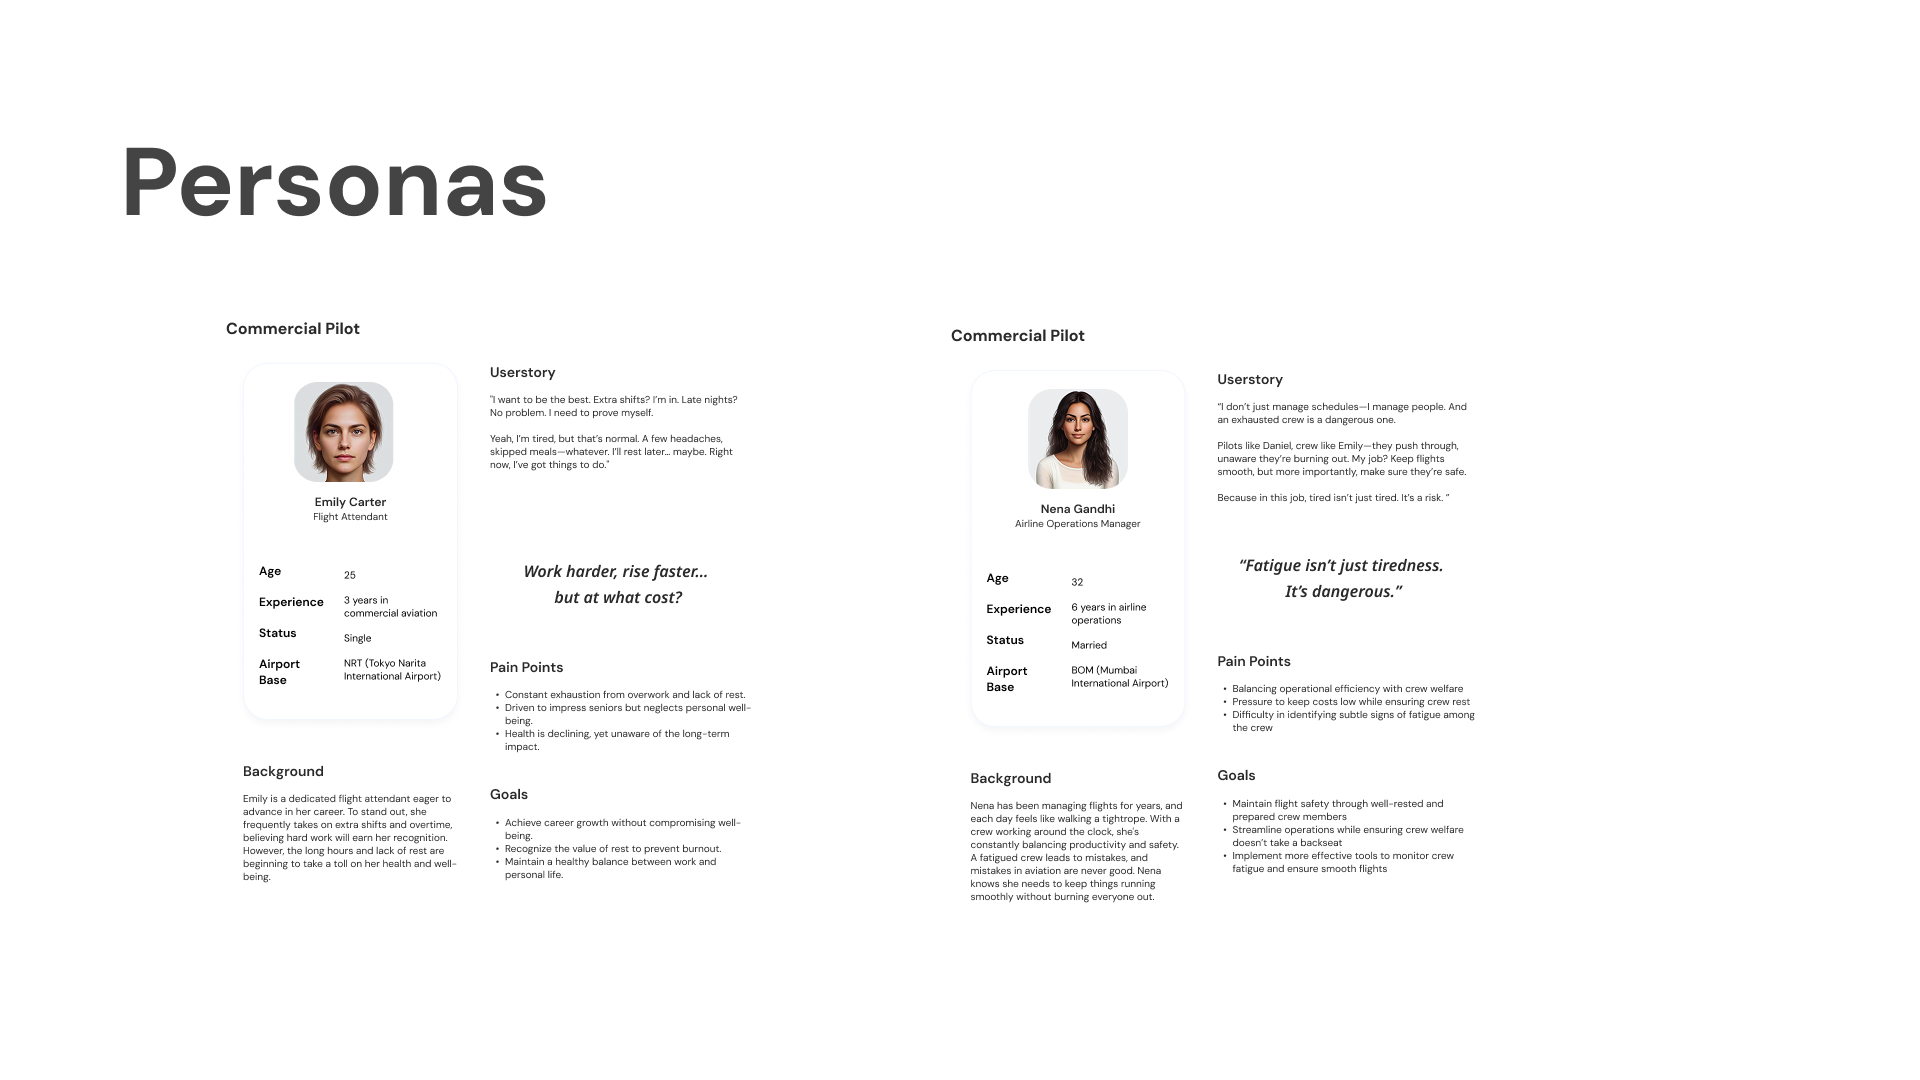 Personas
Commercial Pilot
Emily Carter
Flight Attendant
Age
25
Experience
3 years in
commercial aviation
Status
Single
Airport
Base
NRT (Tokyo Narita
International Airport)
Background
Emily is a dedicated flight attendant eager to
advance in her career. To stand out, she
frequently takes on extra shifts and overtime,
believing hard work will earn her recognition.
However, the long hours and lack of rest are
beginning to take a toll on her health and well-
being.
Userstory
"I want to be the best. Extra shifts? I’m in. Late nights?
No problem. I need to prove myself.
Yeah, I’m tired, but that’s normal. A few headaches,
skipped meals—whatever. I’ll rest later… maybe. Right
now, I’ve got things to do."
Work harder, rise faster…
but at what cost?
Pain Points
• Constant exhaustion from overwork and lack of rest.
• Driven to impress seniors but neglects personal well-
being.
• Health is declining, yet unaware of the long-term
impact.
Goals
• Achieve career growth without compromising well-
being.
• Recognize the value of rest to prevent burnout.
• Maintain a healthy balance between work and
personal life.
Commercial Pilot
Nena Gandhi
Airline Operations Manager
Age
32
Experience
6 years in airline
operations
Status
Married
Airport
Base
BOM (Mumbai
International Airport)
Background
Nena has been managing flights for years, and
each day feels like walking a tightrope. With a
crew working around the clock, she's
constantly balancing productivity and safety.
A fatigued crew leads to mistakes, and
mistakes in aviation are never good. Nena
knows she needs to keep things running
smoothly without burning everyone out.
Userstory
“I don’t just manage schedules—I manage people. And
an exhausted crew is a dangerous one.
Pilots like Daniel, crew like Emily—they push through,
unaware they’re burning out. My job? Keep flights
smooth, but more importantly, make sure they’re safe.
Because in this job, tired isn’t just tired. It’s a risk. ”
“Fatigue isn’t just tiredness.
It’s dangerous.”
Pain Points
• Balancing operational efficiency with crew welfare
• Pressure to keep costs low while ensuring crew rest
• Difficulty in identifying subtle signs of fatigue among
the crew
Goals
• Maintain flight safety through well-rested and
prepared crew members
• Streamline operations while ensuring crew welfare
doesn’t take a backseat
• Implement more effective tools to monitor crew
fatigue and ensure smooth flights